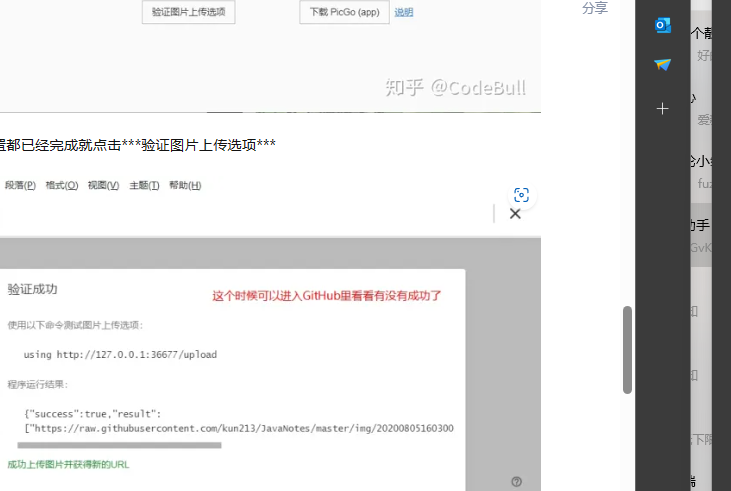 验证图片上传选项
下载 PicGo (app)
说明
分享
知乎 @CodeBull
置都已经完成就点击***验证图片上传选项***
段落(P) 格式(O) 视图(V) 主题(T) 帮助(H)
验证成功
这个时候可以进入GitHub里看看有没有成功了
使用以下命令测试图片上传选项:
using http://127.0.0.1:36677/upload
程序运行结果:
{"success":true,"result":
["https://raw.githubusercontent.com/kun213/JavaNotes/master/img/20200805160300
成功上传图片并获得新的URL
个靓
好的
心
爱
小
fuz
助手
GvK
知
知
下限